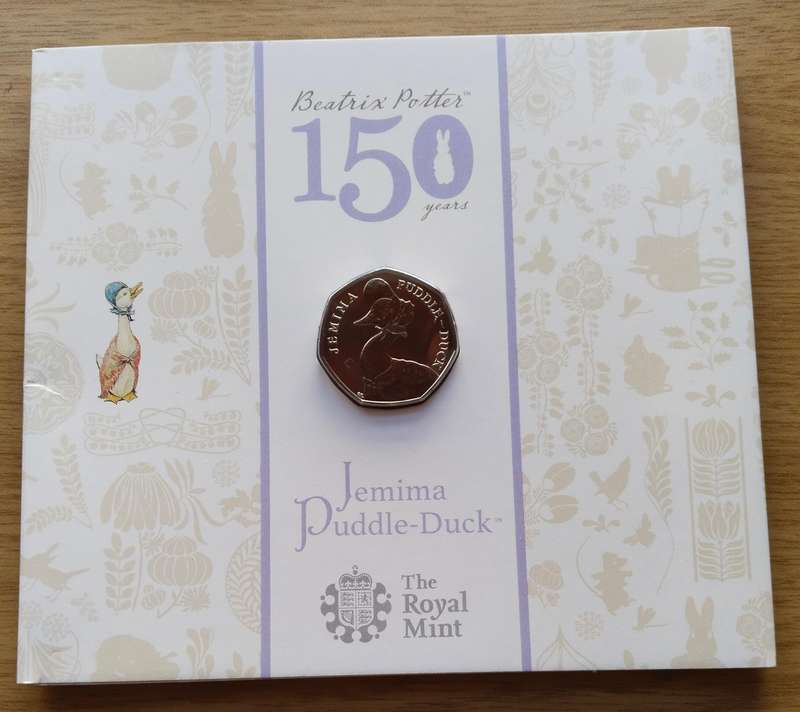 Beatrix Potter™
150
years
JEMIMA PUDDLE-DUCK
Jemima
Puddle-Duck™
The
Royal
Mint